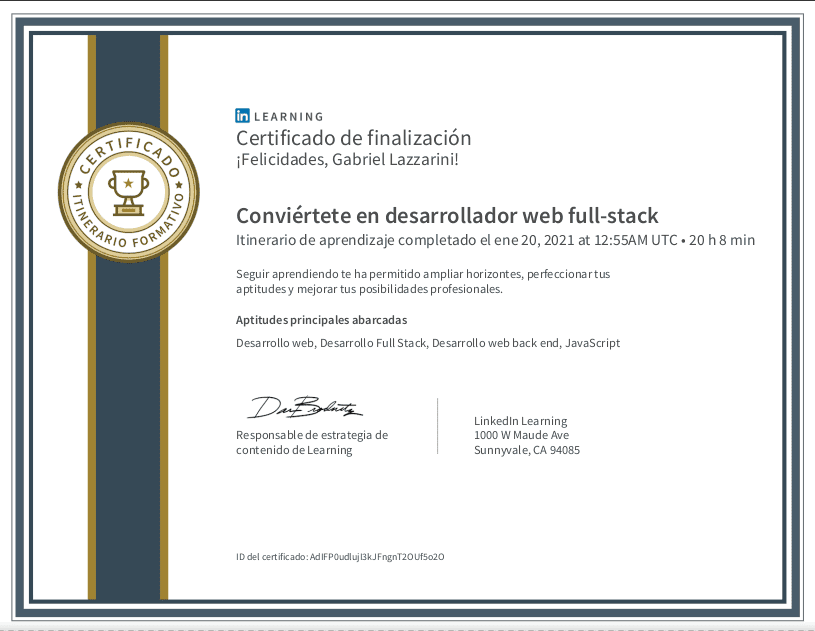 in LEARNING
Certificado de finalización
¡Felicidades, Gabriel Lazzarini!
CERTIFICADO
ITINERARIO FORMATIVO
Conviértete en desarrollador web full-stack
Itinerario de aprendizaje completado el ene 20, 2021 at 12:55AM UTC • 20 h 8 min
Seguir aprendiendo te ha permitido ampliar horizontes, perfeccionar tus
aptitudes y mejorar tus posibilidades profesionales.
Aptitudes principales abarcadas
Desarrollo web, Desarrollo Full Stack, Desarrollo web back end, JavaScript
Responsable de estrategia de
contenido de Learning
LinkedIn Learning
1000 W Maude Ave
Sunnyvale, CA 94085
ID del certificado: AdIFP0udlujI3kJFngnT2OUf5o2O